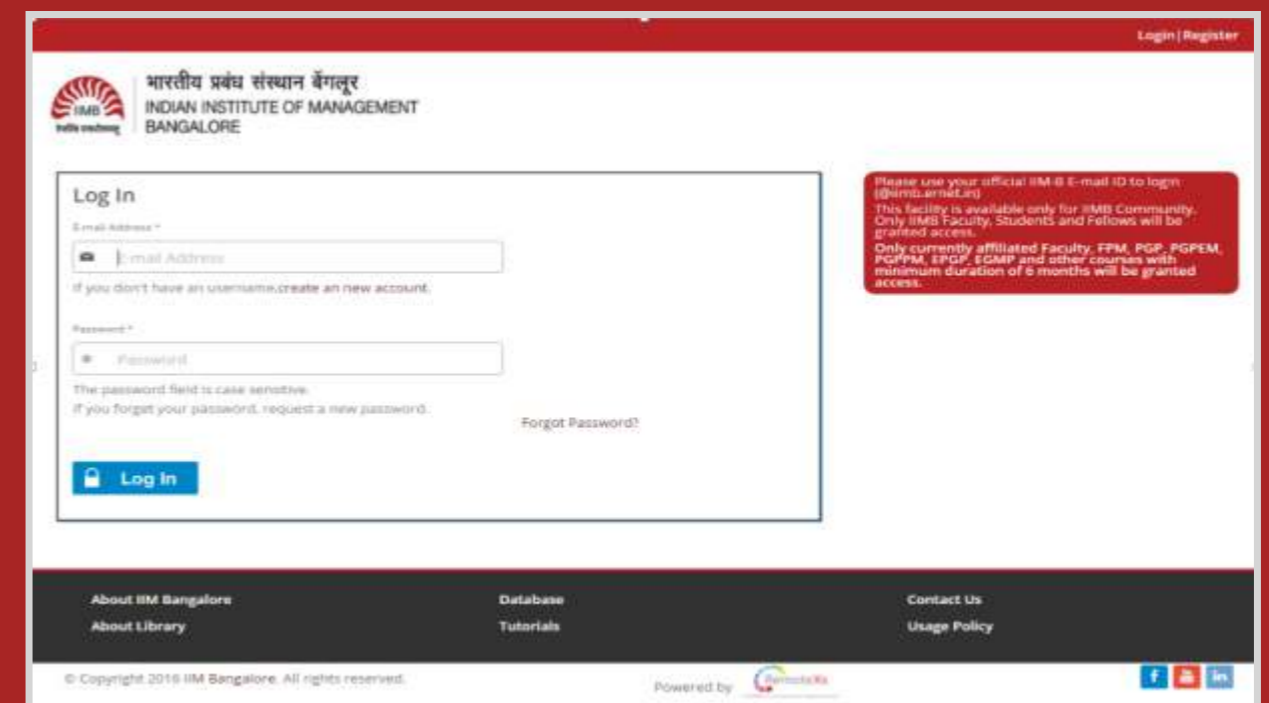 Login|Register
भारतीय प्रबंध संस्थान बेंगलूर
INDIAN INSTITUTE OF MANAGEMENT
BANGALORE
IIMB
Log In
E-mail Address *
E-mail Address
If you don't have an username,create an new account.
Password *
Password
The password field is case sensitive.
If you forget your password, request a new password.
Forgot Password?
Log In
Please use your official IIM-B E-mail ID to login
(@iimb.ernet.in)
This facility is available only for IIMB Community.
Only IIMB Faculty, Students and Fellows will be
granted access.
Only currently affiliated Faculty, FPM, PGP, PGPEM,
PGPPM, EPGP, EGMP and other courses with
minimum duration of 6 months will be granted
access.
About IIM Bangalore
Database
Contact Us
About Library
Tutorials
Usage Policy
© Copyright 2016 IIM Bangalore. All rights reserved.
Powered by
RemoteXs
f
in